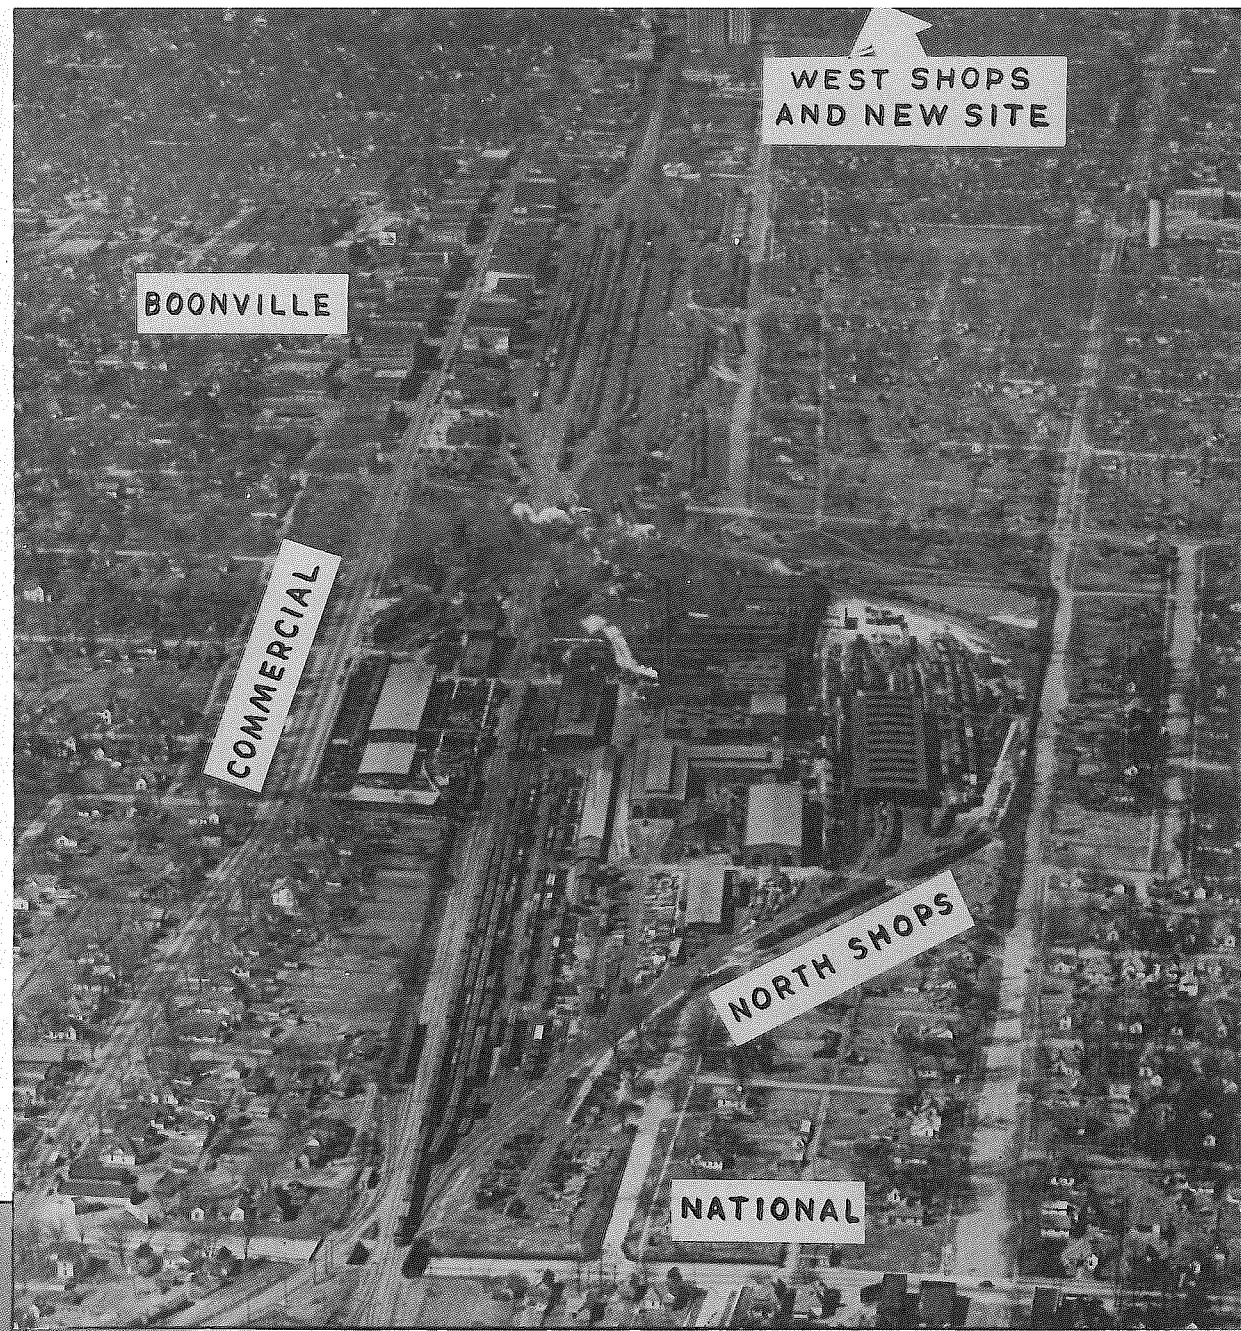 WEST SHOPS
AND NEW SITE
BOONVILLE
COMMERCIAL
NORTH SHOPS
NATIONAL